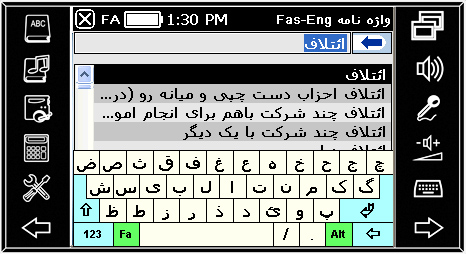 FA 1:30 PM Fas-Eng واژه نامه
ABC
ائتلاف
ائتلاف
ائتلاف احزاب دست چپی و میانه رو (در...
ائتلاف چند شرکت باهم برای انجام امو...
ائتلاف چند شرکت با یک دیگر
ض ص ث ق ف غ ع ه خ ح ج چ
ش س ی ب ل ا ت ن م ک گ
ظ ط ز ر ذ د ئ و پ
123 Fa / . Alt